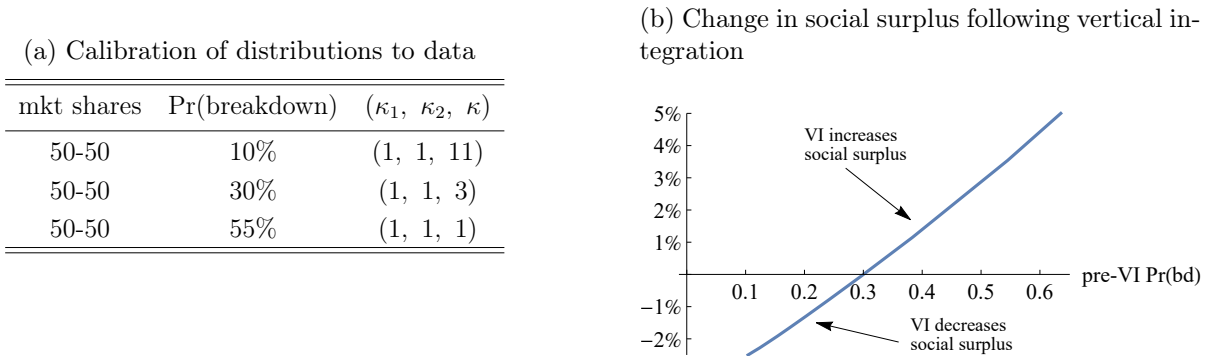 (a) Calibration of distributions to data
mkt shares Pr(breakdown) (κ₁, κ₂, κ)
50-50 10% (1, 1, 11)
50-50 30% (1, 1, 3)
50-50 55% (1, 1, 1)
(b) Change in social surplus following vertical in-
tegration
5%
4%
3%
2%
1%
−1%
−2%
VI increases
social surplus
0.1 0.2 0.3 0.4 0.5 0.6
pre-VI Pr(bd)
VI decreases
social surplus